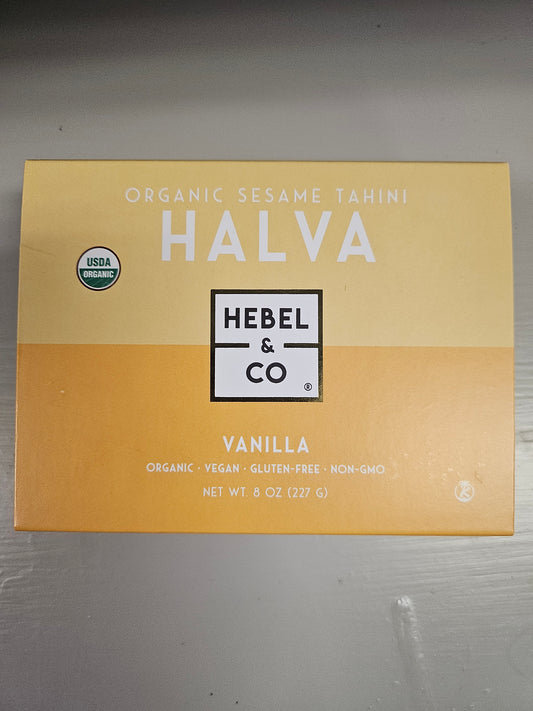 ORGANIC SESAME TAHINI
HALVA
USDA
ORGANIC
HEBEL
&
CO
®
VANILLA
ORGANIC · VEGAN · GLUTEN-FREE · NON-GMO
NET WT. 8 OZ (227 G)
K